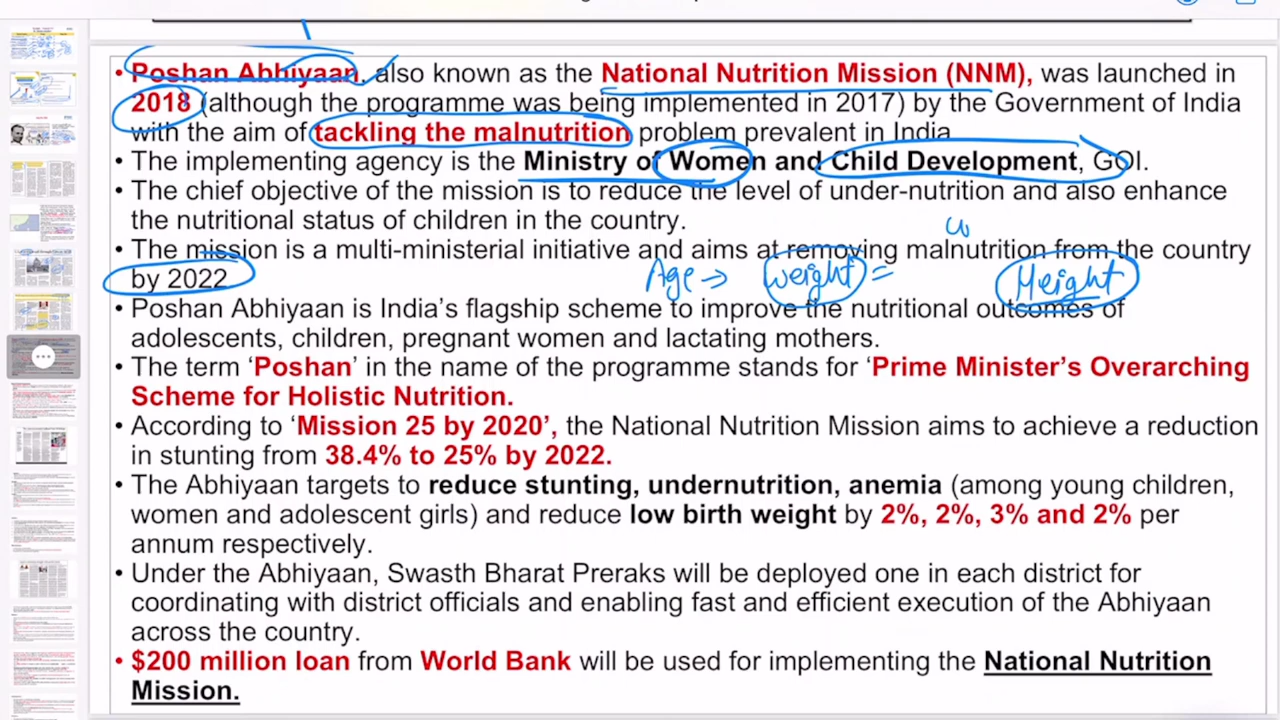 • Poshan Abhiyaan, also known as the National Nutrition Mission (NNM), was launched in
2018 (although the programme was being implemented in 2017) by the Government of India
with the aim of tackling the malnutrition problem prevalent in India
• The implementing agency is the Ministry of Women and Child Development, GOI.
• The chief objective of the mission is to reduce the level of under-nutrition and also enhance
the nutritional status of children in the country.
• The mission is a multi-ministerial initiative and aims at removing malnutrition from the country
by 2022
Age → weight = Height
• Poshan Abhiyaan is India's flagship scheme to improve the nutritional outcomes of
adolescents, children, pregnant women and lactating mothers.
• The term ‘Poshan’ in the name of the programme stands for ‘Prime Minister’s Overarching
Scheme for Holistic Nutrition.
• According to ‘Mission 25 by 2020’, the National Nutrition Mission aims to achieve a reduction
in stunting from 38.4% to 25% by 2022.
• The Abhiyaan targets to reduce stunting, undernutrition, anemia (among young children,
women and adolescent girls) and reduce low birth weight by 2%, 2%, 3% and 2% per
annum respectively.
• Under the Abhiyaan, Swasth Bharat Preraks will be deployed one in each district for
coordinating with district officials and enabling fast and efficient execution of the Abhiyaan
across the country.
• $200 million loan from World Bank will be used for implementing the National Nutrition
Mission.